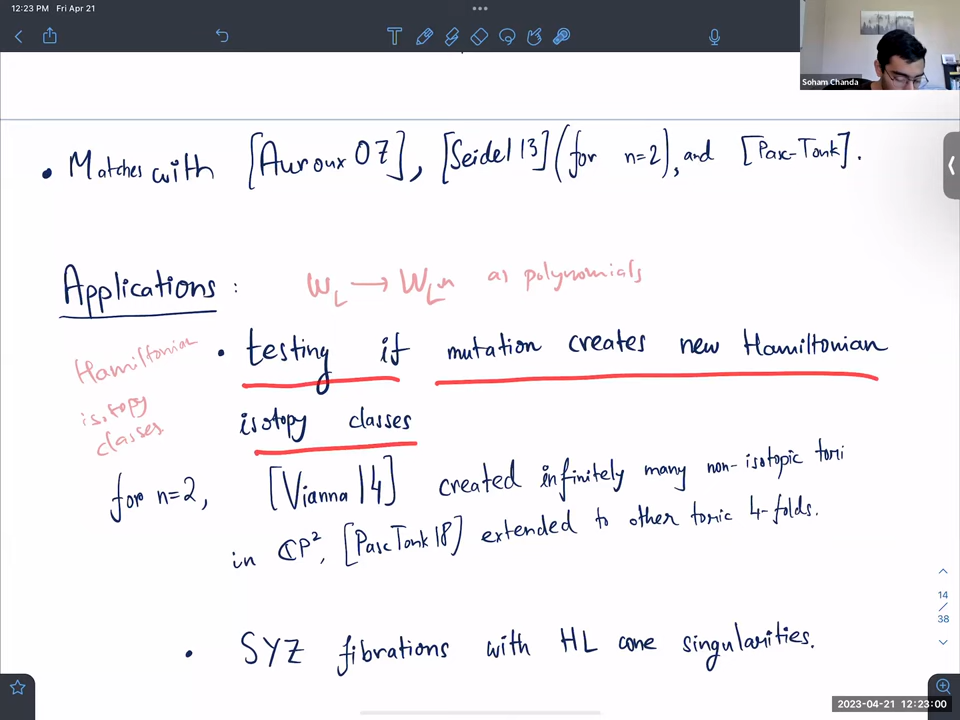 12:23 PM Fri Apr 21
Soham Chanda
• Matches with [Auroux 07], [Seidel 13] (for n=2), and [Pasc-Tonk].
Applications :
W_L → W_Lm as polynomials
Hamiltonian isotopy classes
• testing if mutation creates new Hamiltonian
isotopy classes
for n=2, [Vianna 14] created infinitely many non-isotopic tori
in ℂP², [PascTonk 18] extended to other toric 4-folds.
• SYZ fibrations with HL cone singularities.
14
/
38
2023-04-21 12:23:00